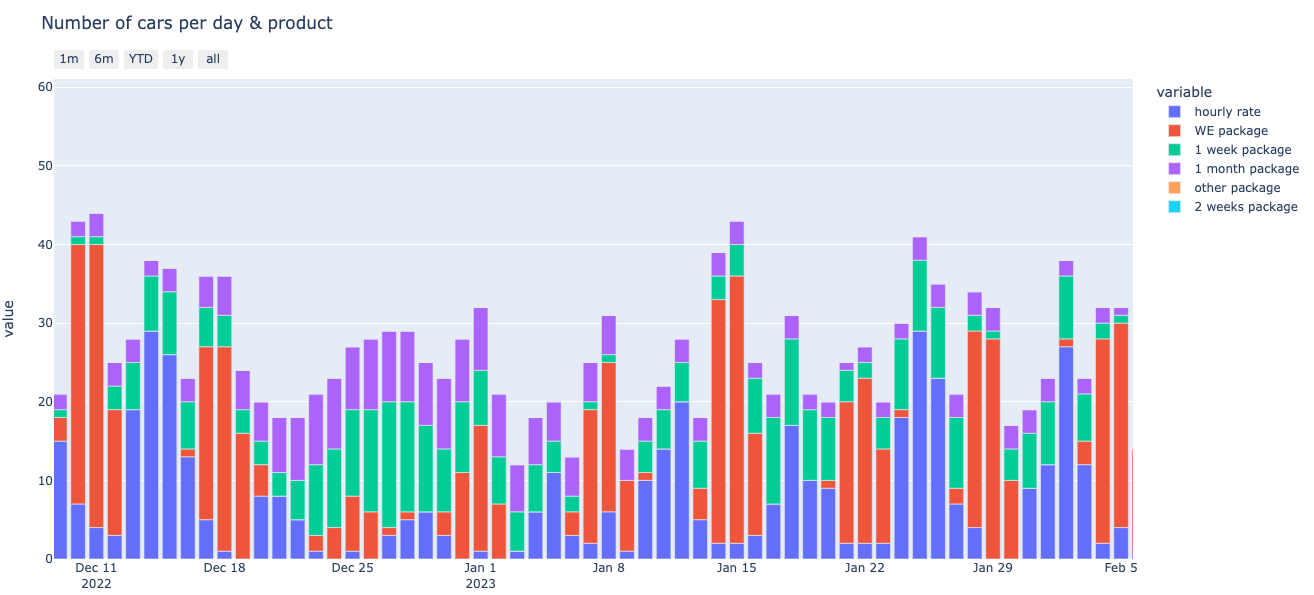 Number of cars per day & product
1m 6m YTD 1y all
variable
hourly rate
WE package
1 week package
1 month package
other package
2 weeks package
value
60
50
40
30
20
10
0
Dec 11 Dec 18 Dec 25 Jan 1 Jan 8 Jan 15 Jan 22 Jan 29 Feb 5
2022 2023